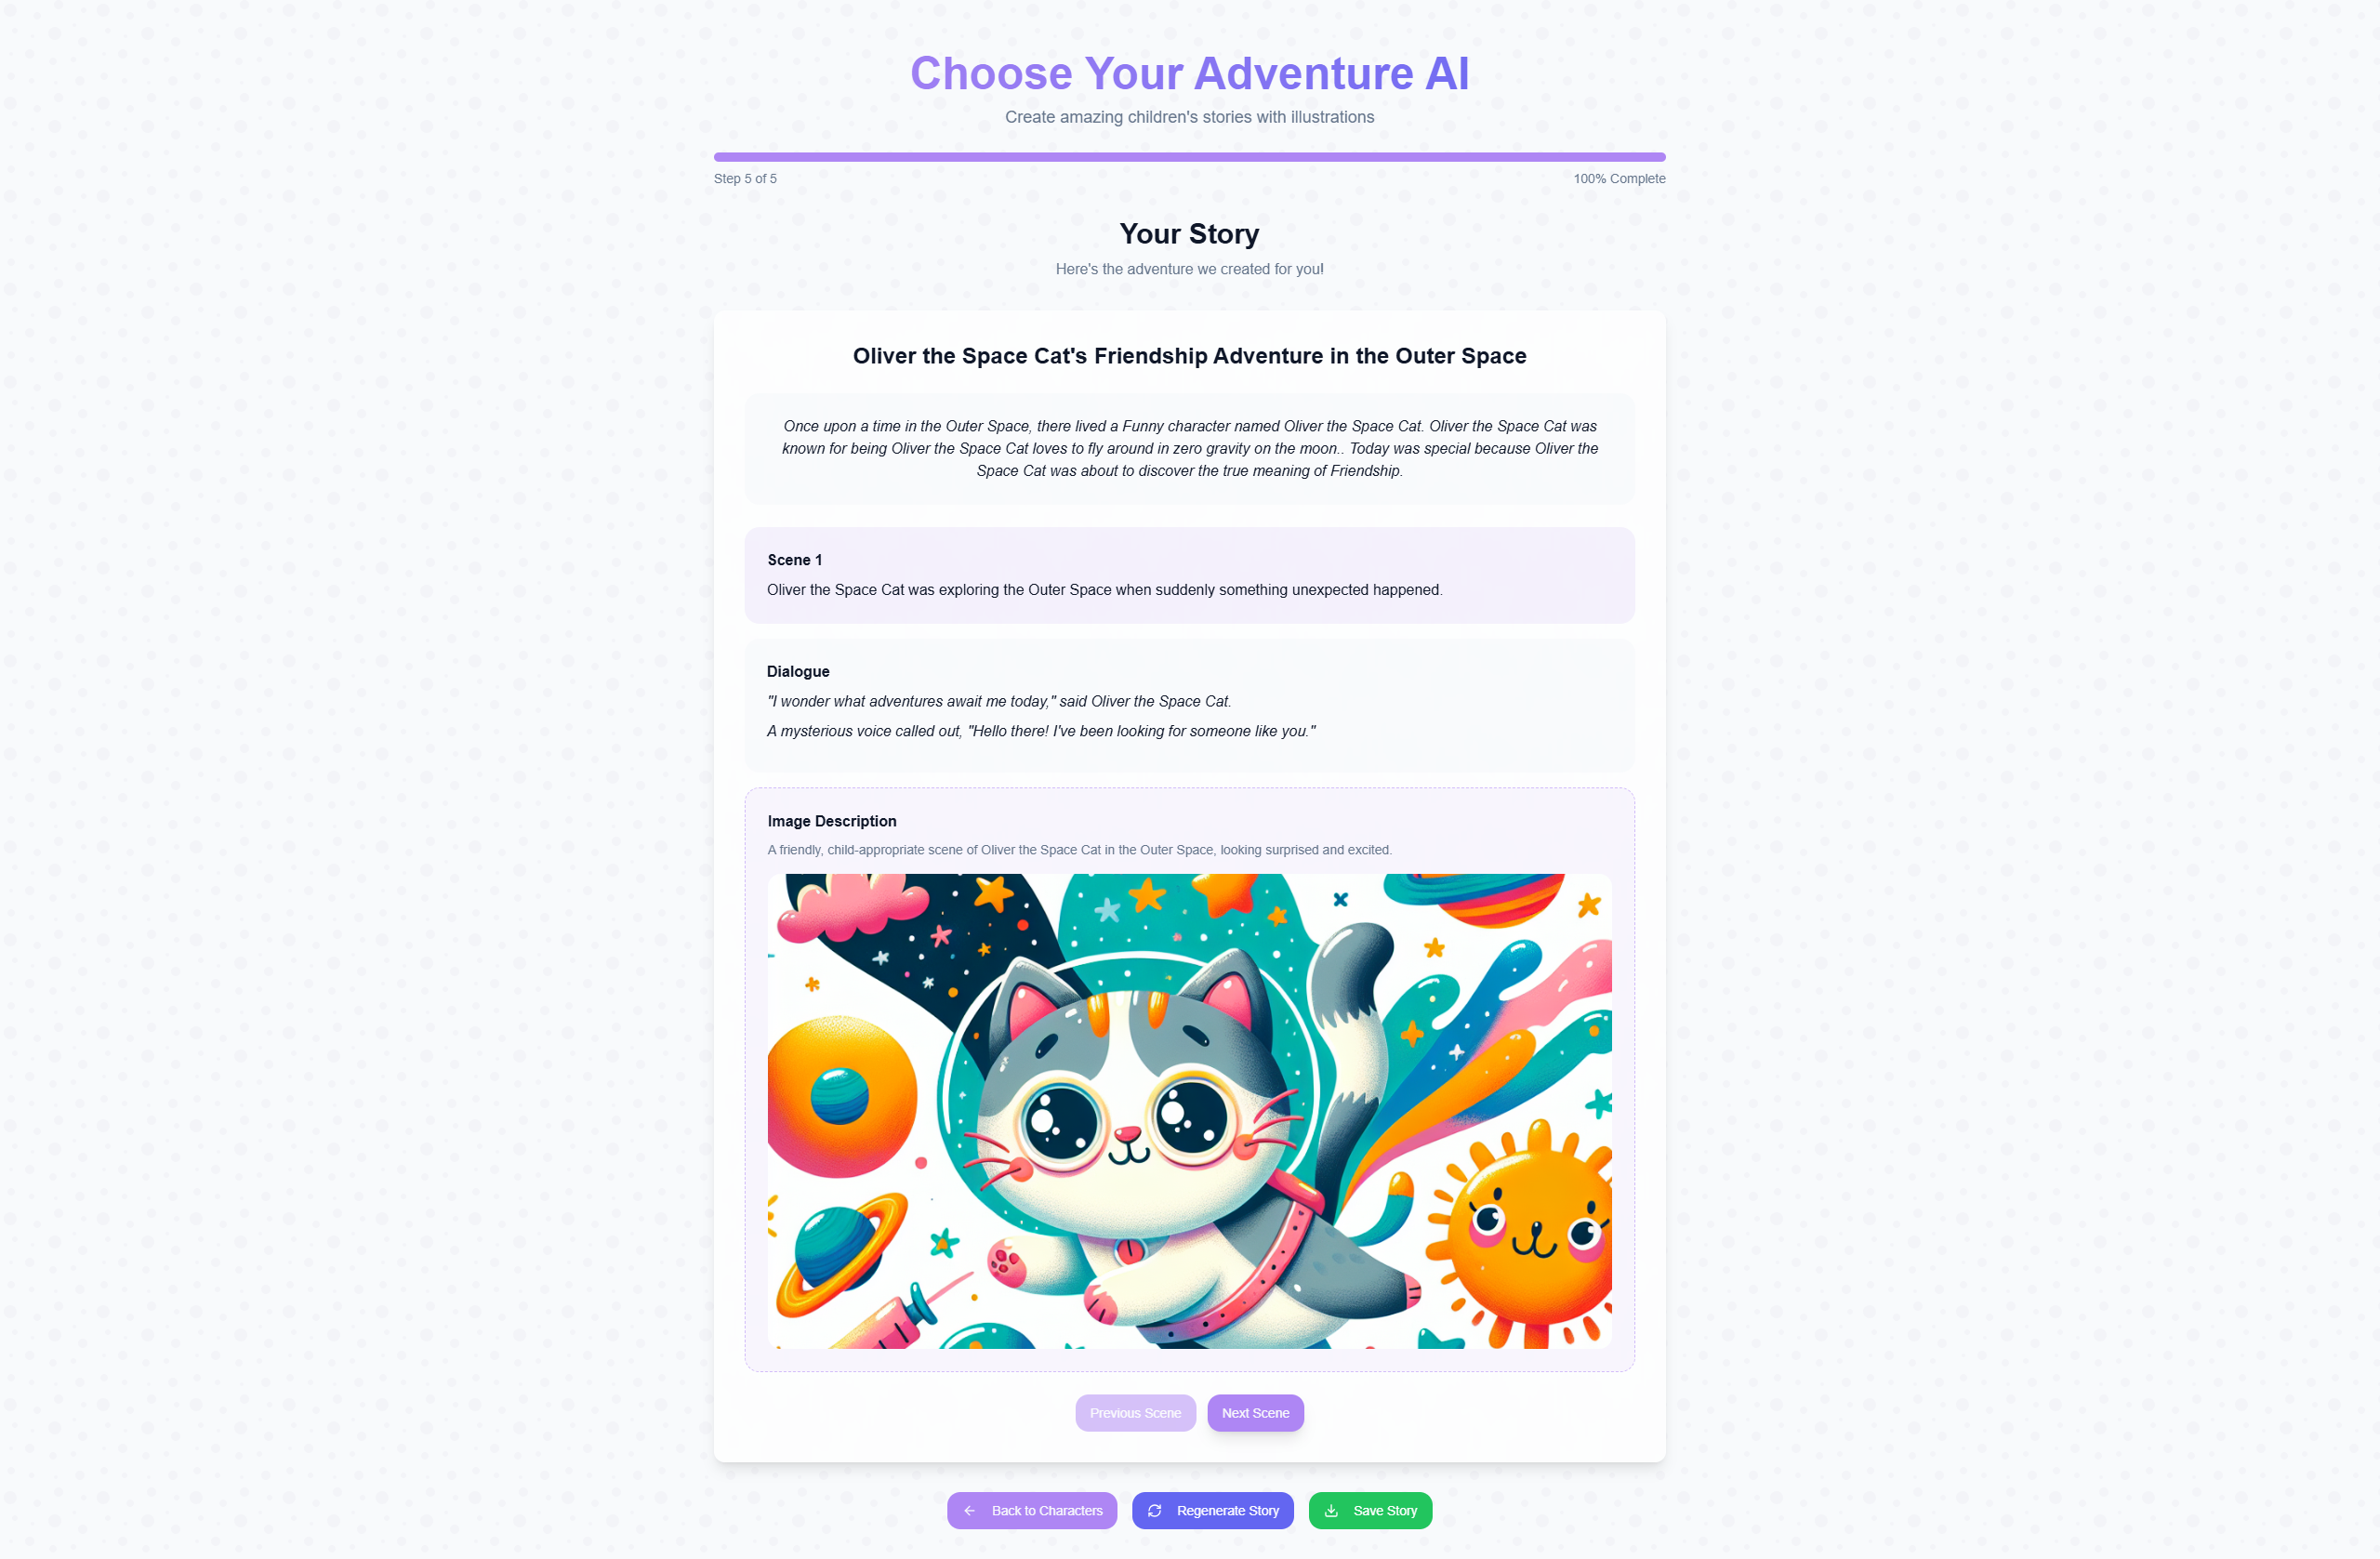 Choose Your Adventure AI
Create amazing children's stories with illustrations
Step 5 of 5
100% Complete
Your Story
Here's the adventure we created for you!
Oliver the Space Cat's Friendship Adventure in the Outer Space
Once upon a time in the Outer Space, there lived a Funny character named Oliver the Space Cat. Oliver the Space Cat was
known for being Oliver the Space Cat loves to fly around in zero gravity on the moon.. Today was special because Oliver the
Space Cat was about to discover the true meaning of Friendship.
Scene 1
Oliver the Space Cat was exploring the Outer Space when suddenly something unexpected happened.
Dialogue
"I wonder what adventures await me today," said Oliver the Space Cat.
A mysterious voice called out, "Hello there! I've been looking for someone like you."
Image Description
A friendly, child-appropriate scene of Oliver the Space Cat in the Outer Space, looking surprised and excited.
Previous Scene
Next Scene
Back to Characters
Regenerate Story
Save Story